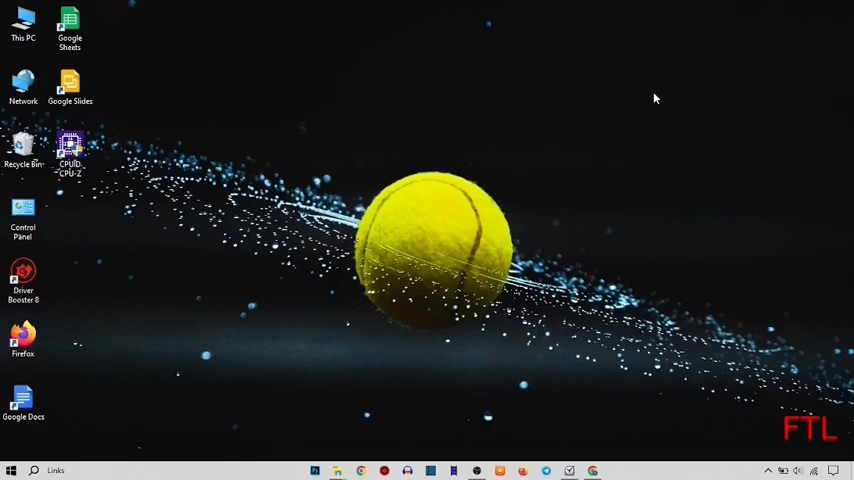 This PC
Google
Sheets
Network
Google Slides
Recycle Bin
CPUID
CPU-Z
Control
Panel
Driver
Booster 8
Firefox
Google Docs
FTL
Links